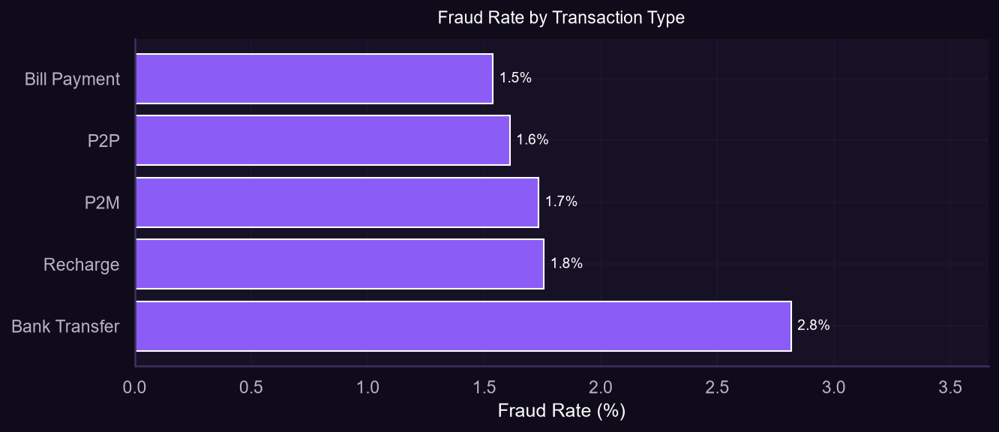 Fraud Rate by Transaction Type
Bill Payment
1.5%
P2P
1.6%
P2M
1.7%
Recharge
1.8%
Bank Transfer
2.8%
0.0 0.5 1.0 1.5 2.0 2.5 3.0 3.5
Fraud Rate (%)